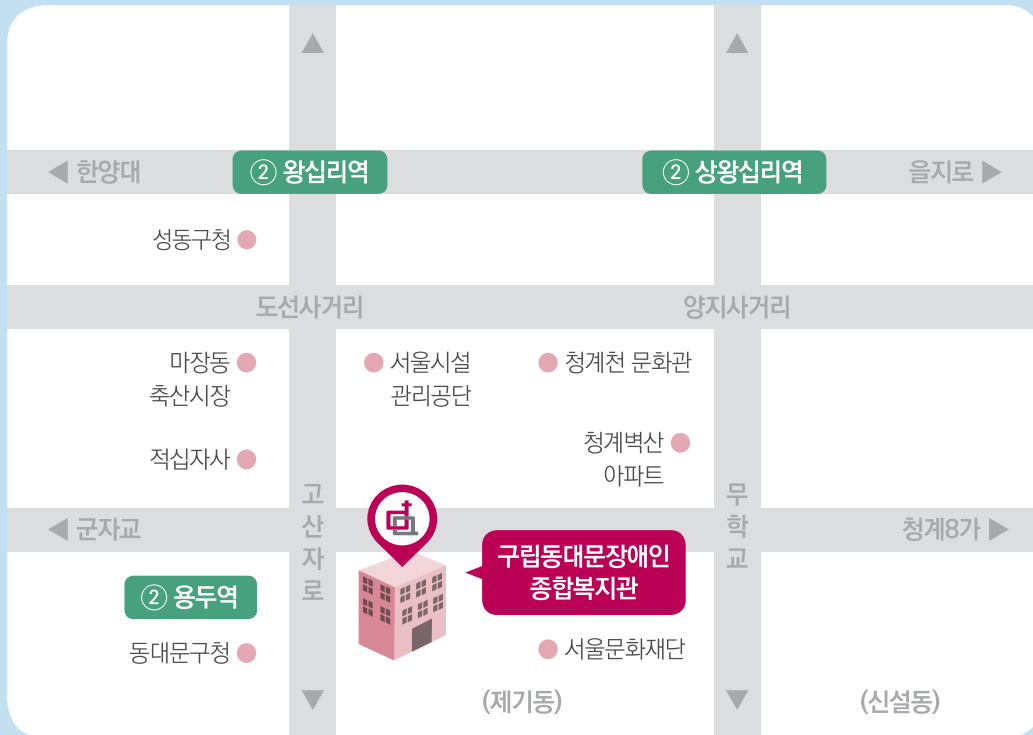 ▲
▲
◀ 한양대
② 왕십리역
② 상왕십리역
을지로 ▶
성동구청
도선사거리
양지사거리
마장동
축산시장
서울시설
관리공단
청계천 문화관
적십자사
청계벽산
아파트
고산자로
무학교
◀ 군자교
청계8가 ▶
구립동대문장애인
종합복지관
② 용두역
동대문구청
서울문화재단
▼
(제기동)
▼
(신설동)